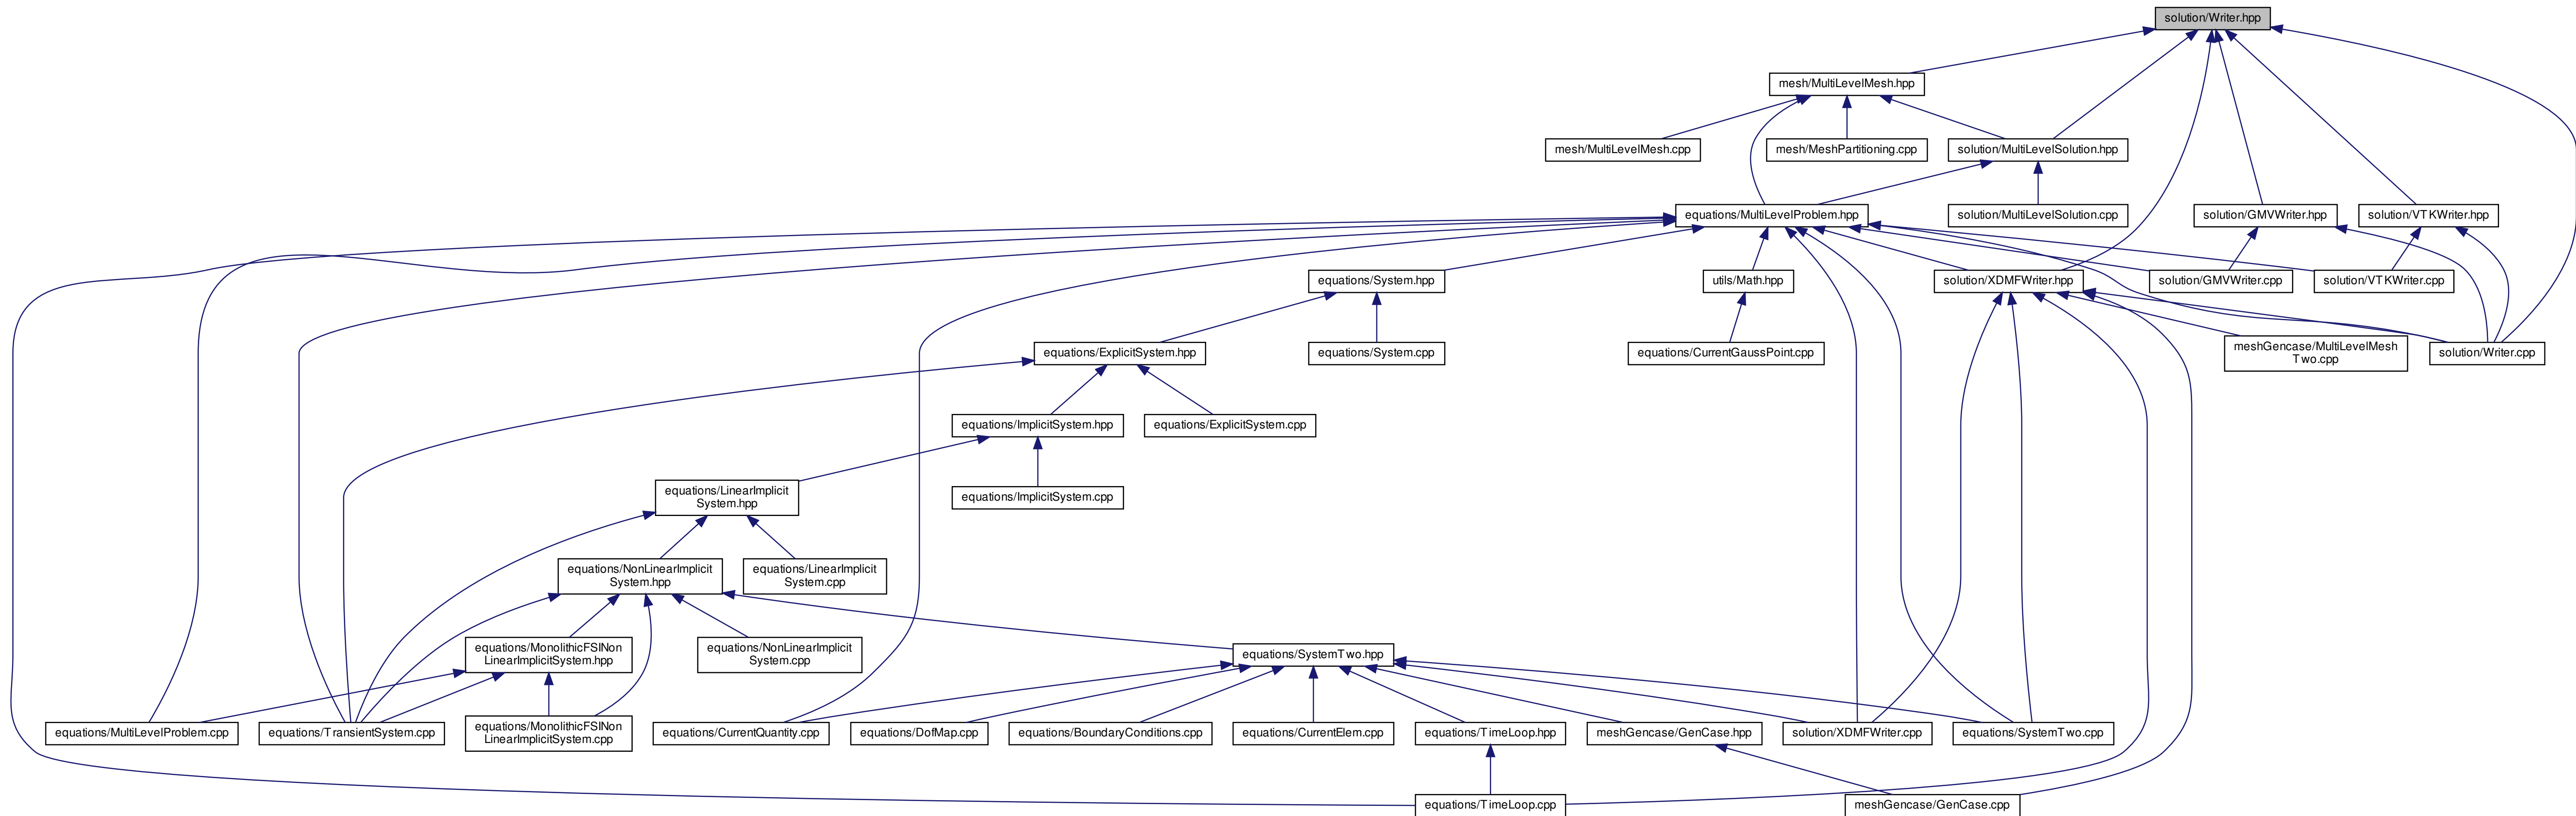 solution/Writer.hpp
mesh/MultiLevelMesh.hpp
mesh/MultiLevelMesh.cpp
mesh/MeshPartitioning.cpp
solution/MultiLevelSolution.hpp
equations/MultiLevelProblem.hpp
solution/MultiLevelSolution.cpp
solution/GMVWriter.hpp
solution/VTKWriter.hpp
equations/System.hpp
utils/Math.hpp
solution/XDMFWriter.hpp
solution/GMVWriter.cpp
solution/VTKWriter.cpp
equations/ExplicitSystem.hpp
equations/System.cpp
equations/CurrentGaussPoint.cpp
meshGencase/MultiLevelMesh
Two.cpp
solution/Writer.cpp
equations/ImplicitSystem.hpp
equations/ExplicitSystem.cpp
equations/LinearImplicit
System.hpp
equations/ImplicitSystem.cpp
equations/NonLinearImplicit
System.hpp
equations/LinearImplicit
System.cpp
equations/MonolithicFSINon
LinearImplicitSystem.hpp
equations/NonLinearImplicit
System.cpp
equations/SystemTwo.hpp
equations/MultiLevelProblem.cpp
equations/TransientSystem.cpp
equations/MonolithicFSINon
LinearImplicitSystem.cpp
equations/CurrentQuantity.cpp
equations/DofMap.cpp
equations/BoundaryConditions.cpp
equations/CurrentElem.cpp
equations/TimeLoop.hpp
meshGencase/GenCase.hpp
solution/XDMFWriter.cpp
equations/SystemTwo.cpp
equations/TimeLoop.cpp
meshGencase/GenCase.cpp